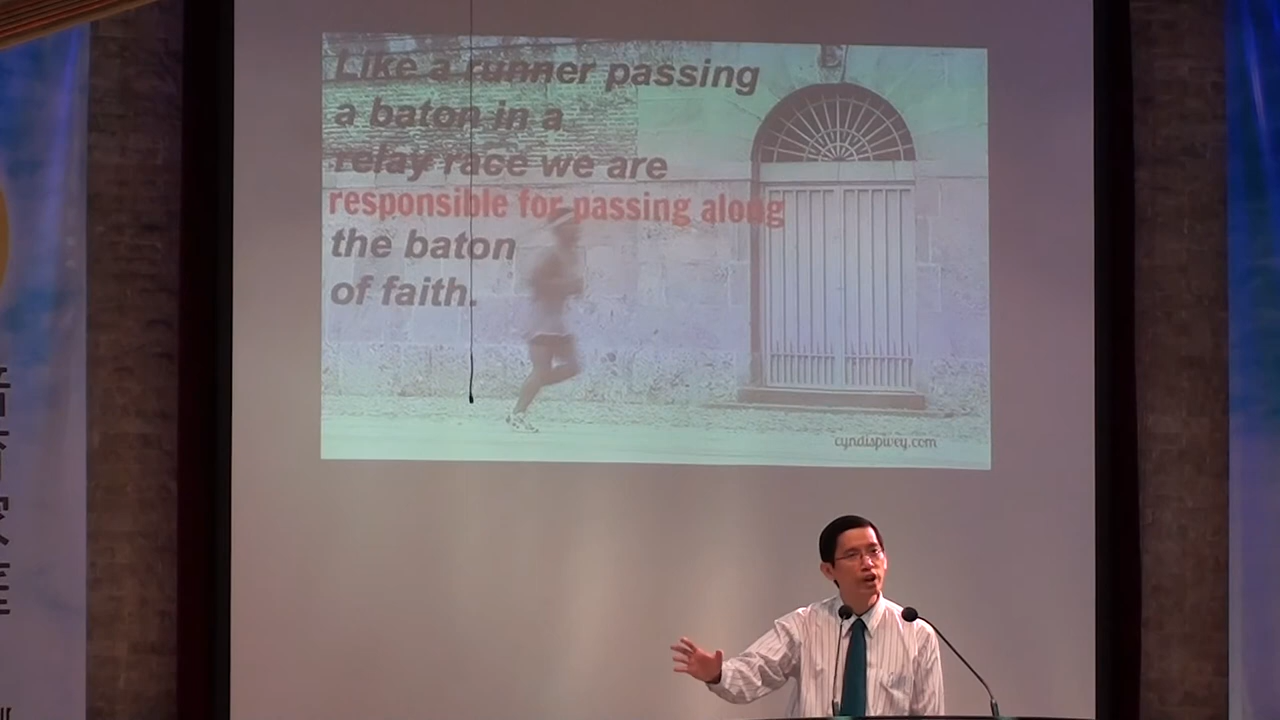 Like a runner passing
a baton in a
relay race we are
responsible for passing along
the baton
of faith.
cyndispivey.com
E